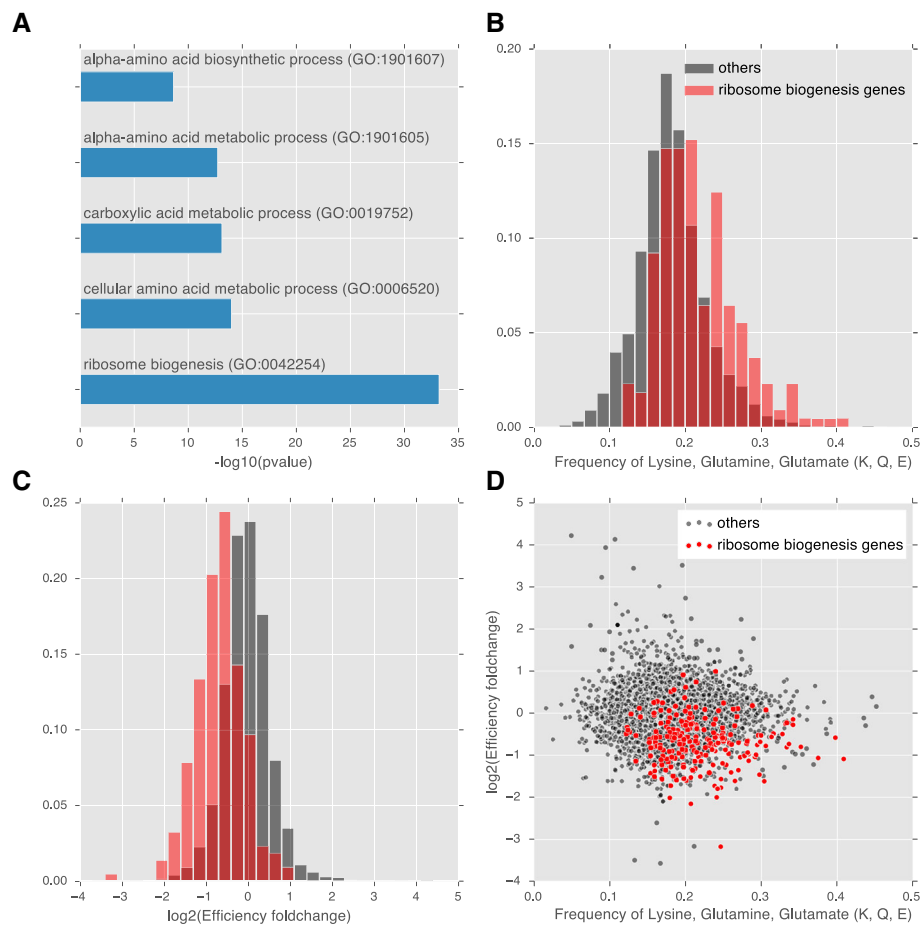 A
alpha-amino acid biosynthetic process (GO:1901607)
alpha-amino acid metabolic process (GO:1901605)
carboxylic acid metabolic process (GO:0019752)
cellular amino acid metabolic process (GO:0006520)
ribosome biogenesis (GO:0042254)
0 5 10 15 20 25 30 35
-log10(pvalue)
B
0.20
0.15
0.10
0.05
0.00
others
ribosome biogenesis genes
0.0 0.1 0.2 0.3 0.4 0.5
Frequency of Lysine, Glutamine, Glutamate (K, Q, E)
C
0.25
0.20
0.15
0.10
0.05
0.00
−4 −3 −2 −1 0 1 2 3 4 5
log2(Efficiency foldchange)
D
log2(Efficiency foldchange)
5
4
3
2
1
0
−1
−2
−3
−4
others
ribosome biogenesis genes
0.0 0.1 0.2 0.3 0.4 0.5
Frequency of Lysine, Glutamine, Glutamate (K, Q, E)